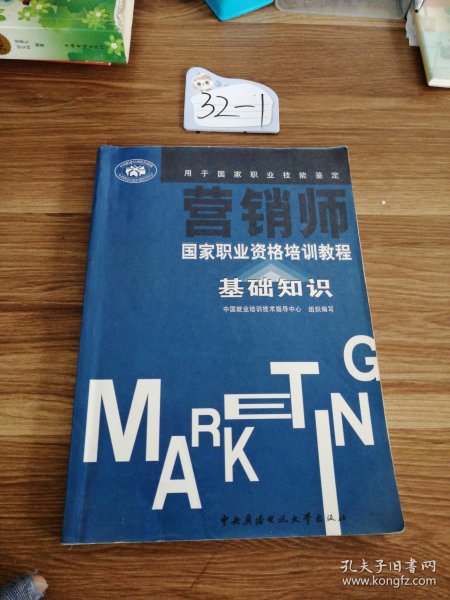 32-1
用于国家职业技能鉴定
营销师
国家职业资格培训教程
基础知识
中国就业培训技术指导中心 组织编写
MARKETING
中央广播电视大学出版社
孔夫子旧书网
www.kongfz.com